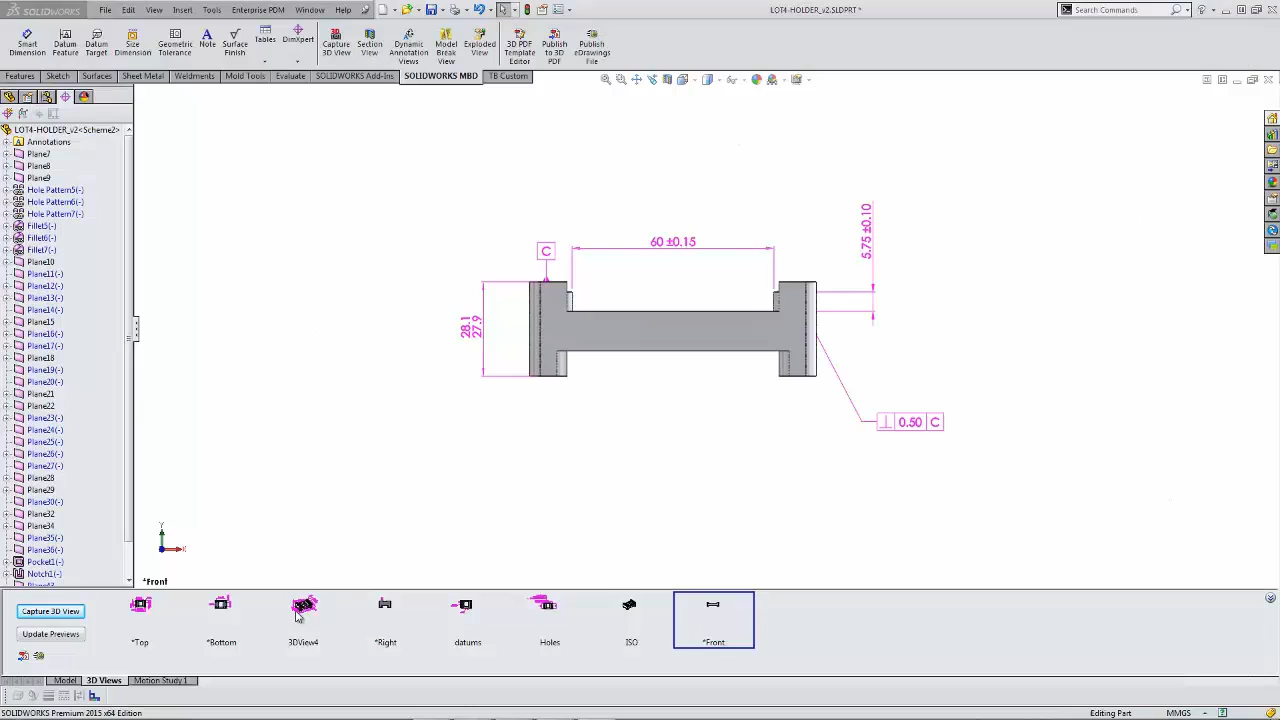 SOLIDWORKS File Edit View Insert Tools Enterprise PDM Window Help LOT4-HOLDER_v2.SLDPRT * Search Commands
Smart Dimension
Datum Feature
Datum Target
Size Dimension
Geometric Tolerance
Note
Surface Finish
Tables
DimXpert
Capture 3D View
Section View
Dynamic Annotation Views
Model Break View
Exploded View
3D PDF Template Editor
Publish to 3D PDF
Publish eDrawings File
Features Sketch Surfaces Sheet Metal Weldments Mold Tools Evaluate SOLIDWORKS Add-Ins SOLIDWORKS MBD TB Custom
LOT4-HOLDER_v2<Scheme2>
Annotations
Plane7
Plane8
Plane9
Hole Pattern5(-)
Hole Pattern6(-)
Hole Pattern7(-)
Fillet5(-)
Fillet6(-)
Fillet7(-)
Plane10
Plane11(-)
Plane12(-)
Plane13(-)
Plane14(-)
Plane15
Plane16(-)
Plane17(-)
Plane18
Plane19(-)
Plane20(-)
Plane21
Plane22
Plane23(-)
Plane24(-)
Plane25(-)
Plane26(-)
Plane27(-)
Plane28
Plane29
Plane30(-)
Plane32
Plane34
Plane35(-)
Plane36(-)
Pocket1(-)
Notch1(-)
C
60 ±0.15
5.75 ±0.10
28.1
27.9
⊥ 0.50 C
Y
X
*Front
Capture 3D View
Update Previews
*Top *Bottom 3DView4 *Right datums Holes ISO *Front
Model 3D Views Motion Study 1
SOLIDWORKS Premium 2015 x64 Edition Editing Part MMGS